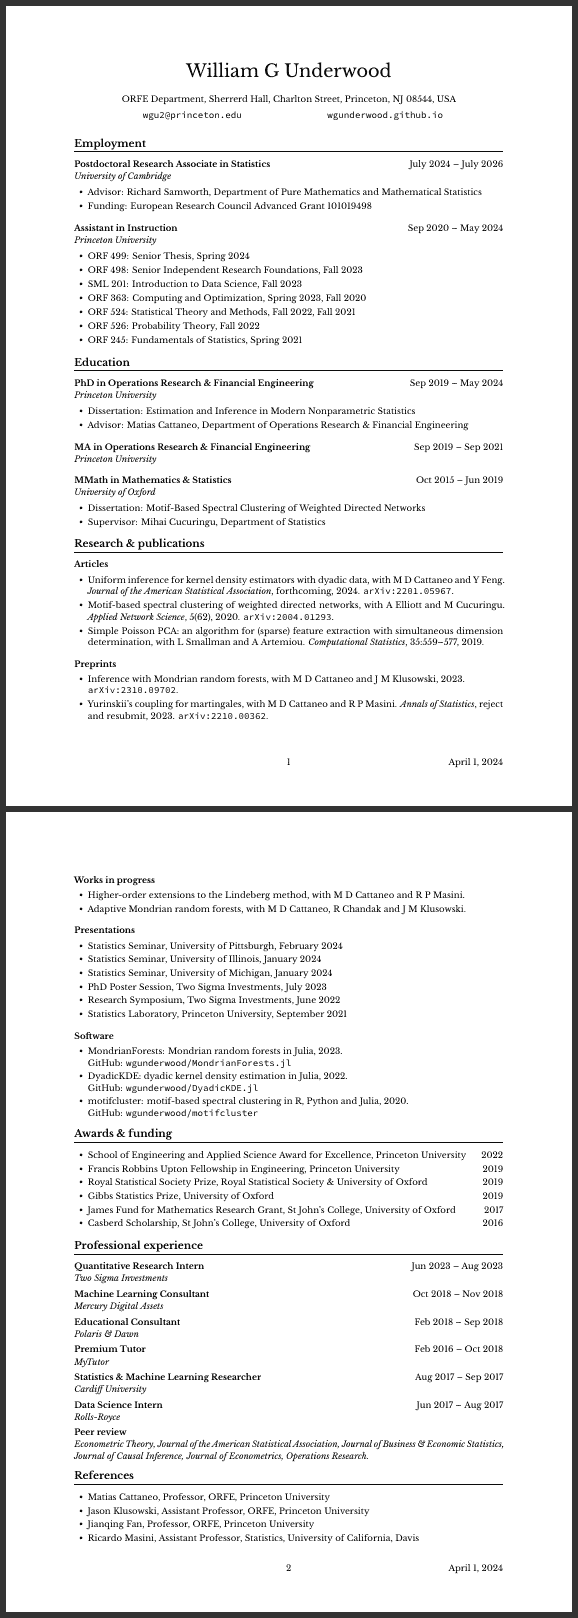 William G Underwood
ORFE Department, Sherrerd Hall, Charlton Street, Princeton, NJ 08544, USA
wgu2@princeton.edu wgunderwood.github.io
Employment
Postdoctoral Research Associate in Statistics July 2024 – July 2026
University of Cambridge
• Advisor: Richard Samworth, Department of Pure Mathematics and Mathematical Statistics
• Funding: European Research Council Advanced Grant 101019498
Assistant in Instruction Sep 2020 – May 2024
Princeton University
• ORF 499: Senior Thesis, Spring 2024
• ORF 498: Senior Independent Research Foundations, Fall 2023
• SML 201: Introduction to Data Science, Fall 2023
• ORF 363: Computing and Optimization, Spring 2023, Fall 2020
• ORF 524: Statistical Theory and Methods, Fall 2022, Fall 2021
• ORF 526: Probability Theory, Fall 2022
• ORF 245: Fundamentals of Statistics, Spring 2021
Education
PhD in Operations Research & Financial Engineering Sep 2019 – May 2024
Princeton University
• Dissertation: Estimation and Inference in Modern Nonparametric Statistics
• Advisor: Matias Cattaneo, Department of Operations Research & Financial Engineering
MA in Operations Research & Financial Engineering Sep 2019 – Sep 2021
Princeton University
MMath in Mathematics & Statistics Oct 2015 – Jun 2019
University of Oxford
• Dissertation: Motif-Based Spectral Clustering of Weighted Directed Networks
• Supervisor: Mihai Cucuringu, Department of Statistics
Research & publications
Articles
• Uniform inference for kernel density estimators with dyadic data, with M D Cattaneo and Y Feng.
Journal of the American Statistical Association, forthcoming, 2024. arXiv:2201.05967.
• Motif-based spectral clustering of weighted directed networks, with A Elliott and M Cucuringu.
Applied Network Science, 5(62), 2020. arXiv:2004.01293.
• Simple Poisson PCA: an algorithm for (sparse) feature extraction with simultaneous dimension
determination, with L Smallman and A Artemiou. Computational Statistics, 35:559–577, 2019.
Preprints
• Inference with Mondrian random forests, with M D Cattaneo and J M Klusowski, 2023.
arXiv:2310.09702.
• Yurinskii's coupling for martingales, with M D Cattaneo and R P Masini. Annals of Statistics, reject
and resubmit, 2023. arXiv:2210.00362.
1 April 1, 2024
Works in progress
• Higher-order extensions to the Lindeberg method, with M D Cattaneo and R P Masini.
• Adaptive Mondrian random forests, with M D Cattaneo, R Chandak and J M Klusowski.
Presentations
• Statistics Seminar, University of Pittsburgh, February 2024
• Statistics Seminar, University of Illinois, January 2024
• Statistics Seminar, University of Michigan, January 2024
• PhD Poster Session, Two Sigma Investments, July 2023
• Research Symposium, Two Sigma Investments, June 2022
• Statistics Laboratory, Princeton University, September 2021
Software
• MondrianForests: Mondrian random forests in Julia, 2023.
GitHub: wgunderwood/MondrianForests.jl
• DyadicKDE: dyadic kernel density estimation in Julia, 2022.
GitHub: wgunderwood/DyadicKDE.jl
• motifcluster: motif-based spectral clustering in R, Python and Julia, 2020.
GitHub: wgunderwood/motifcluster
Awards & funding
• School of Engineering and Applied Science Award for Excellence, Princeton University 2022
• Francis Robbins Upton Fellowship in Engineering, Princeton University 2019
• Royal Statistical Society Prize, Royal Statistical Society & University of Oxford 2019
• Gibbs Statistics Prize, University of Oxford 2019
• James Fund for Mathematics Research Grant, St John's College, University of Oxford 2017
• Casberd Scholarship, St John's College, University of Oxford 2016
Professional experience
Quantitative Research Intern Jun 2023 – Aug 2023
Two Sigma Investments
Machine Learning Consultant Oct 2018 – Nov 2018
Mercury Digital Assets
Educational Consultant Feb 2018 – Sep 2018
Polaris & Dawn
Premium Tutor Feb 2016 – Oct 2018
MyTutor
Statistics & Machine Learning Researcher Aug 2017 – Sep 2017
Cardiff University
Data Science Intern Jun 2017 – Aug 2017
Rolls-Royce
Peer review
Econometric Theory, Journal of the American Statistical Association, Journal of Business & Economic Statistics,
Journal of Causal Inference, Journal of Econometrics, Operations Research.
References
• Matias Cattaneo, Professor, ORFE, Princeton University
• Jason Klusowski, Assistant Professor, ORFE, Princeton University
• Jianqing Fan, Professor, ORFE, Princeton University
• Ricardo Masini, Assistant Professor, Statistics, University of California, Davis
2 April 1, 2024